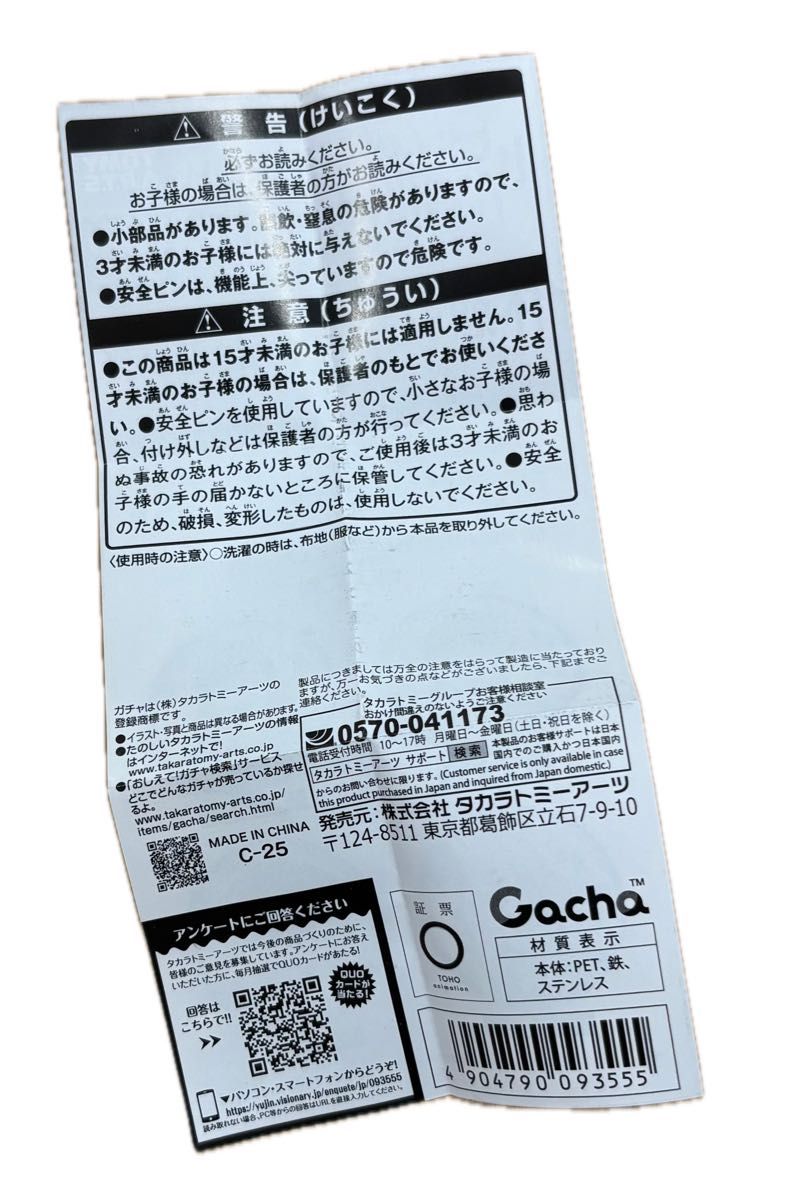 ⚠ 警告(けいこく)
必ずお読みください。
お子様の場合は、保護者の方がお読みください。
●小部品があります。誤飲・窒息の危険がありますので、
3才未満のお子様には絶対に与えないでください。
●安全ピンは、機能上、尖っていますので危険です。
⚠ 注意(ちゅうい)
●この商品は15才未満のお子様には適用しません。15
才未満のお子様の場合は、保護者のもとでお使いくださ
い。●安全ピンを使用していますので、小さなお子様の場
合、付け外しなどは保護者の方が行ってください。●思わ
ぬ事故の恐れがありますので、ご使用後は3才未満のお
子様の手の届かないところに保管してください。●安全
のため、破損、変形したものは、使用しないでください。
〈使用時の注意〉○洗濯の時は、布地(服など)から本品を取り外してください。
ガチャは(株)タカラトミーアーツの
登録商標です。
●イラスト・写真と商品は異なる場合があります。
●たのしいタカラトミーアーツの情報
はインターネットで!
www.takaratomy-arts.co.jp
●「おしえて!ガチャ検索」サービス
どこでどんなガチャが売っているか探せ
るよ。
www.takaratomy-arts.co.jp/
items/gacha/search.html
MADE IN CHINA
C-25
製品につきましては万全の注意をはらって製造に当たっており
ますが、万一お気づきの点などがございましたら、下記までご
連絡ください。
タカラトミーグループお客様相談室
おかけ間違えのないようご注意ください
0570-041173
電話受付時間 10〜17時 月曜日〜金曜日(土・日・祝日を除く)
タカラトミーアーツ サポート 検索
本製品のお客様サポートは日本
国内でのご購入かつ日本国内
からのお問い合わせに限ります。(Customer service is only available in case
this product purchased in Japan and inquired from Japan domestic.)
発売元:株式会社 タカラトミーアーツ
〒124-8511 東京都葛飾区立石7-9-10
アンケートにご回答ください
タカラトミーアーツでは今後の商品づくりのために、
皆様のご意見を募集しています。アンケートにお答え
いただいた方に、毎月抽選でQUOカードがあたる!
QUO
カードが
当たる!
回答は
こちらで!!
>>
▼パソコン・スマートフォンからどうぞ!
https://yujin.visionary.jp/enquete/jp/093555
読み取れない場合、PC等からの回答はURLを直接入力してください。
証票
TOHO
animation
Gacha™
材質表示
本体:PET、鉄、
ステンレス
4 904790 093555